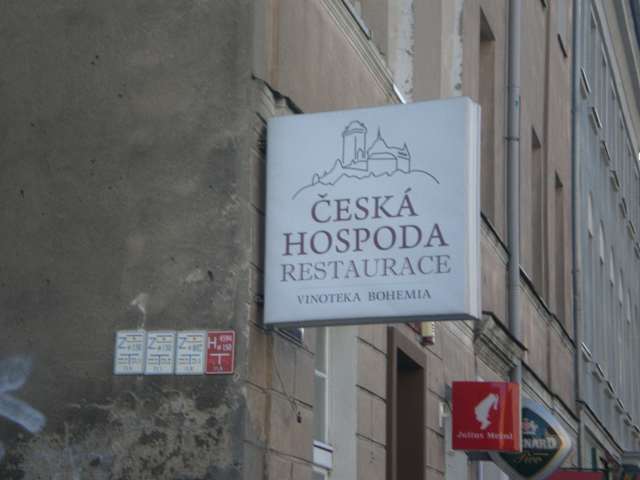 ČESKÁ
HOSPODA
RESTAURACE
VINOTEKA BOHEMIA
Z
Z
Z
H
Julius Meinl